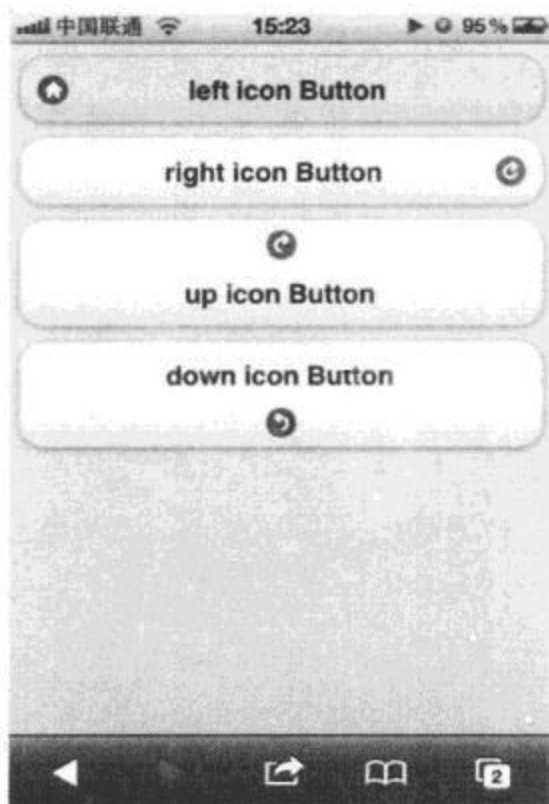 中国联通 15:23 95%
left icon Button
right icon Button
up icon Button
down icon Button
2